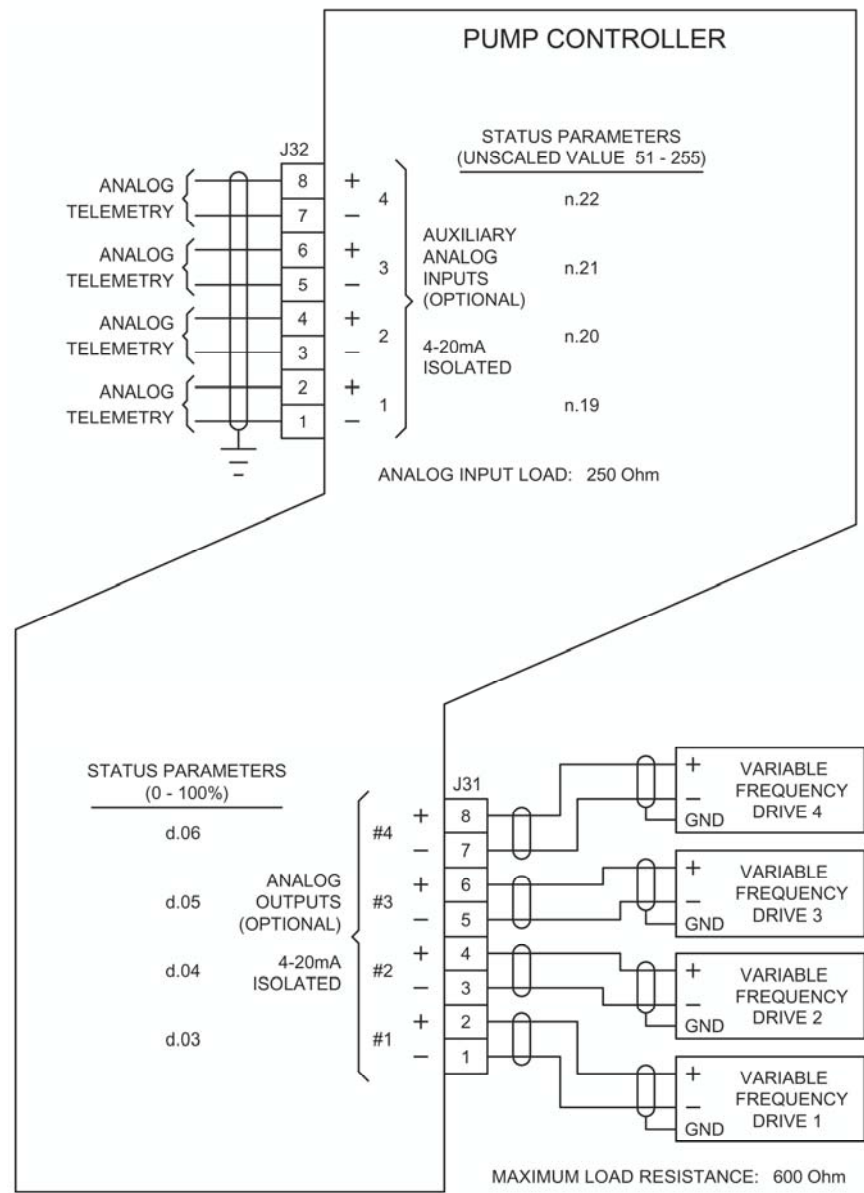 PUMP CONTROLLER
STATUS PARAMETERS
(UNSCALED VALUE 51 - 255)
J32
ANALOG
TELEMETRY
8
+
7
−
4
n.22
ANALOG
TELEMETRY
6
+
5
−
3
n.21
ANALOG
TELEMETRY
4
+
3
−
2
n.20
ANALOG
TELEMETRY
2
+
1
−
1
n.19
AUXILIARY
ANALOG
INPUTS
(OPTIONAL)
4-20mA
ISOLATED
ANALOG INPUT LOAD: 250 Ohm
STATUS PARAMETERS
(0 - 100%)
d.06
d.05
d.04
d.03
ANALOG
OUTPUTS
(OPTIONAL)
4-20mA
ISOLATED
J31
#4
+
8
−
7
#3
+
6
−
5
#2
+
4
−
3
#1
+
2
−
1
+
−
GND
VARIABLE
FREQUENCY
DRIVE 4
+
−
GND
VARIABLE
FREQUENCY
DRIVE 3
+
−
GND
VARIABLE
FREQUENCY
DRIVE 2
+
−
GND
VARIABLE
FREQUENCY
DRIVE 1
MAXIMUM LOAD RESISTANCE: 600 Ohm